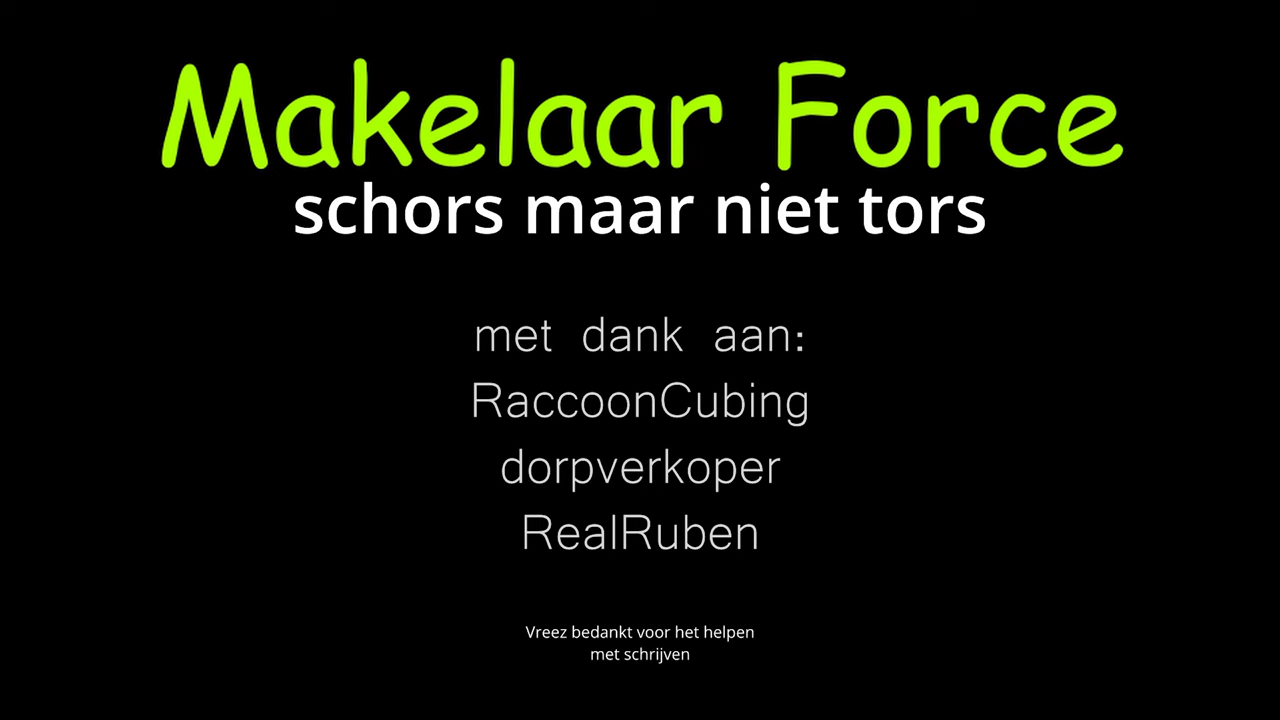 Makelaar Force
schors maar niet tors
met dank aan:
RaccoonCubing
dorpverkoper
RealRuben
Vreez bedankt voor het helpen
met schrijven